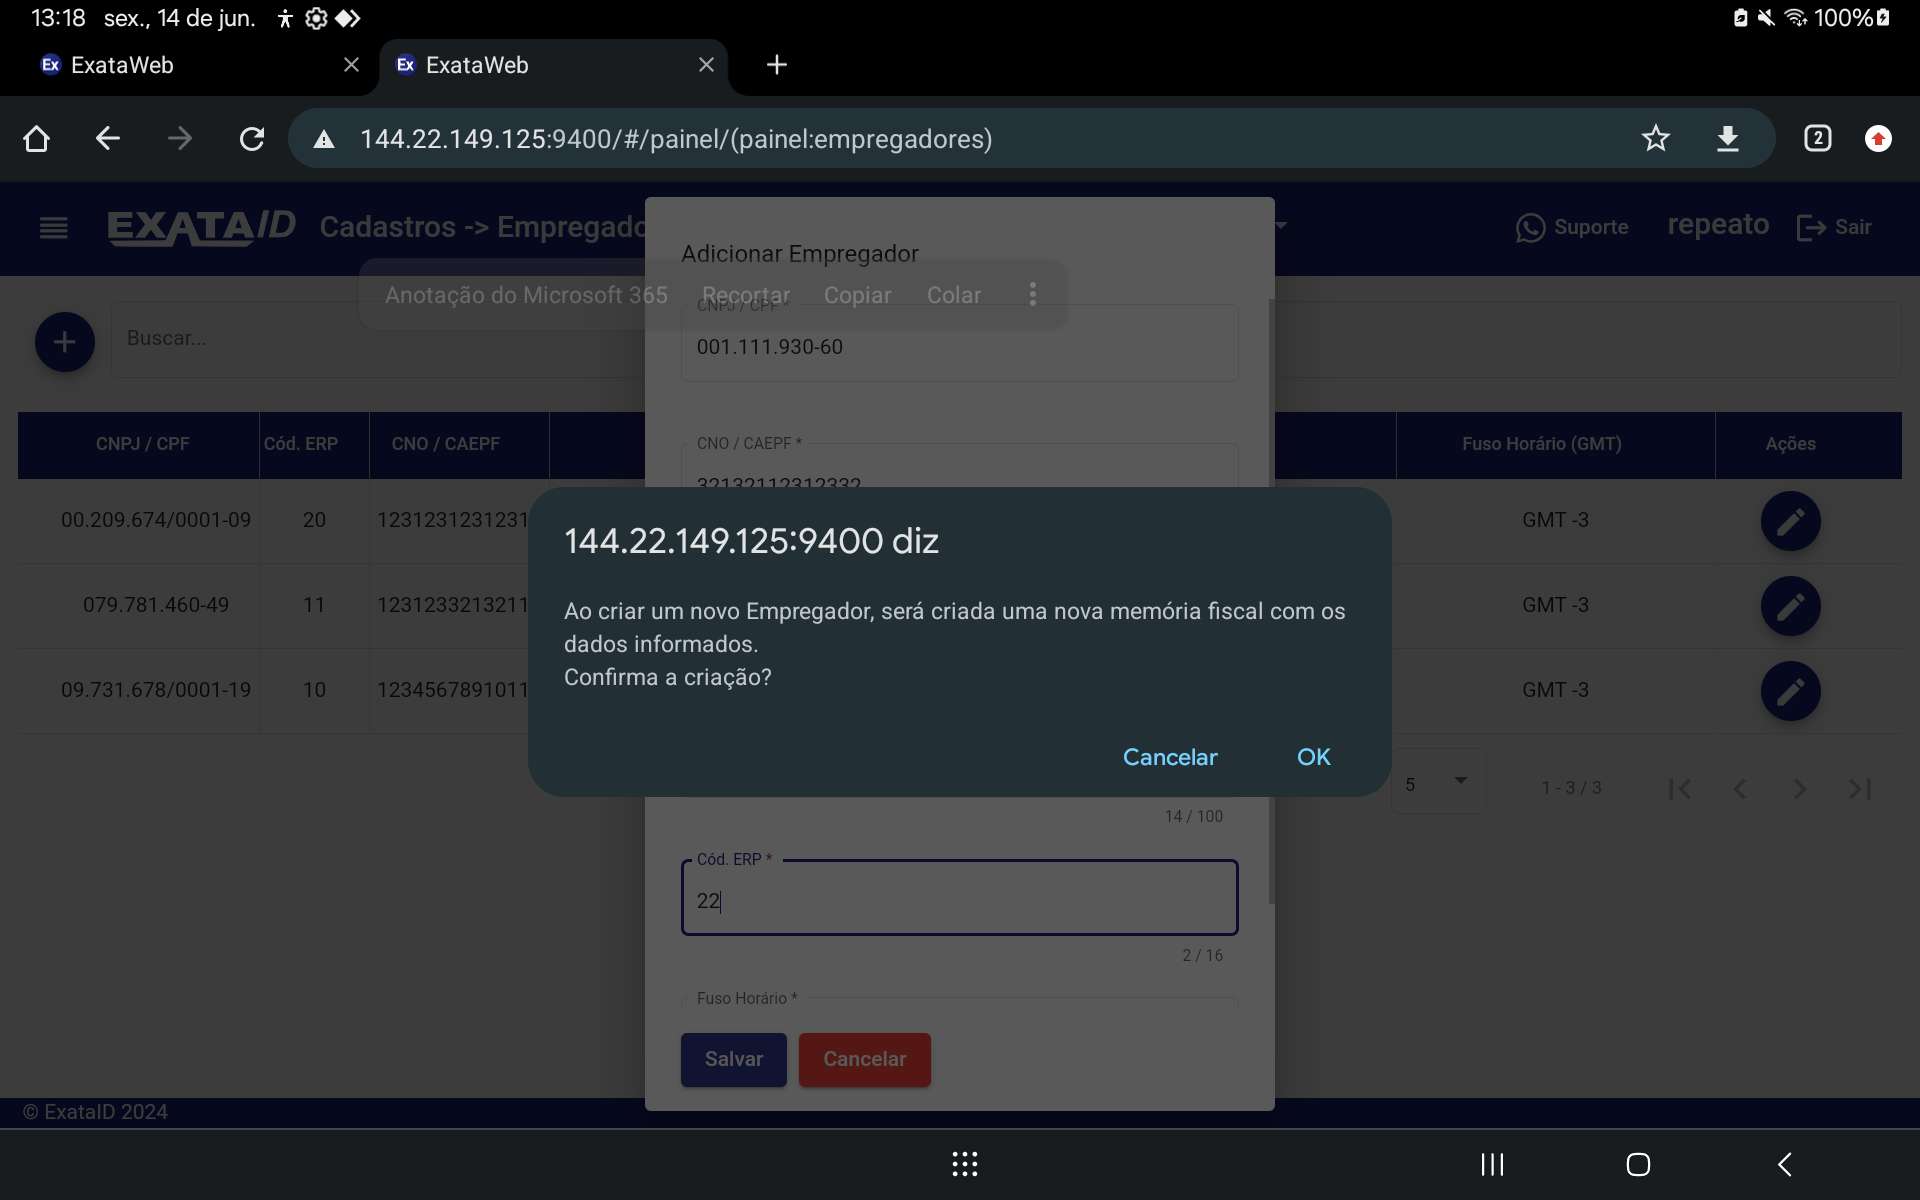 13:18 sex., 14 de jun. 100%
Ex ExataWeb Ex ExataWeb
144.22.149.125:9400/#/painel/(painel:empregadores) 2
EXATAID Cadastros -> Empregado Suporte repeato Sair
Adicionar Empregador
Anotação do Microsoft 365 Recortar Copiar Colar
CNPJ / CPF *
Buscar... 001.111.930-60
CNPJ / CPF Cód. ERP CNO / CAEPF CNO / CAEPF * Fuso Horário (GMT) Ações
32132112312332
00.209.674/0001-09 20 1231231231231 GMT -3
144.22.149.125:9400 diz
079.781.460-49 11 1231233213211 GMT -3
Ao criar um novo Empregador, será criada uma nova memória fiscal com os
dados informados.
Confirma a criação?
09.731.678/0001-19 10 1234567891011 GMT -3
Cancelar OK
5 1 - 3 / 3
14 / 100
Cód. ERP *
22
2 / 16
Fuso Horário *
Salvar Cancelar
© ExataID 2024